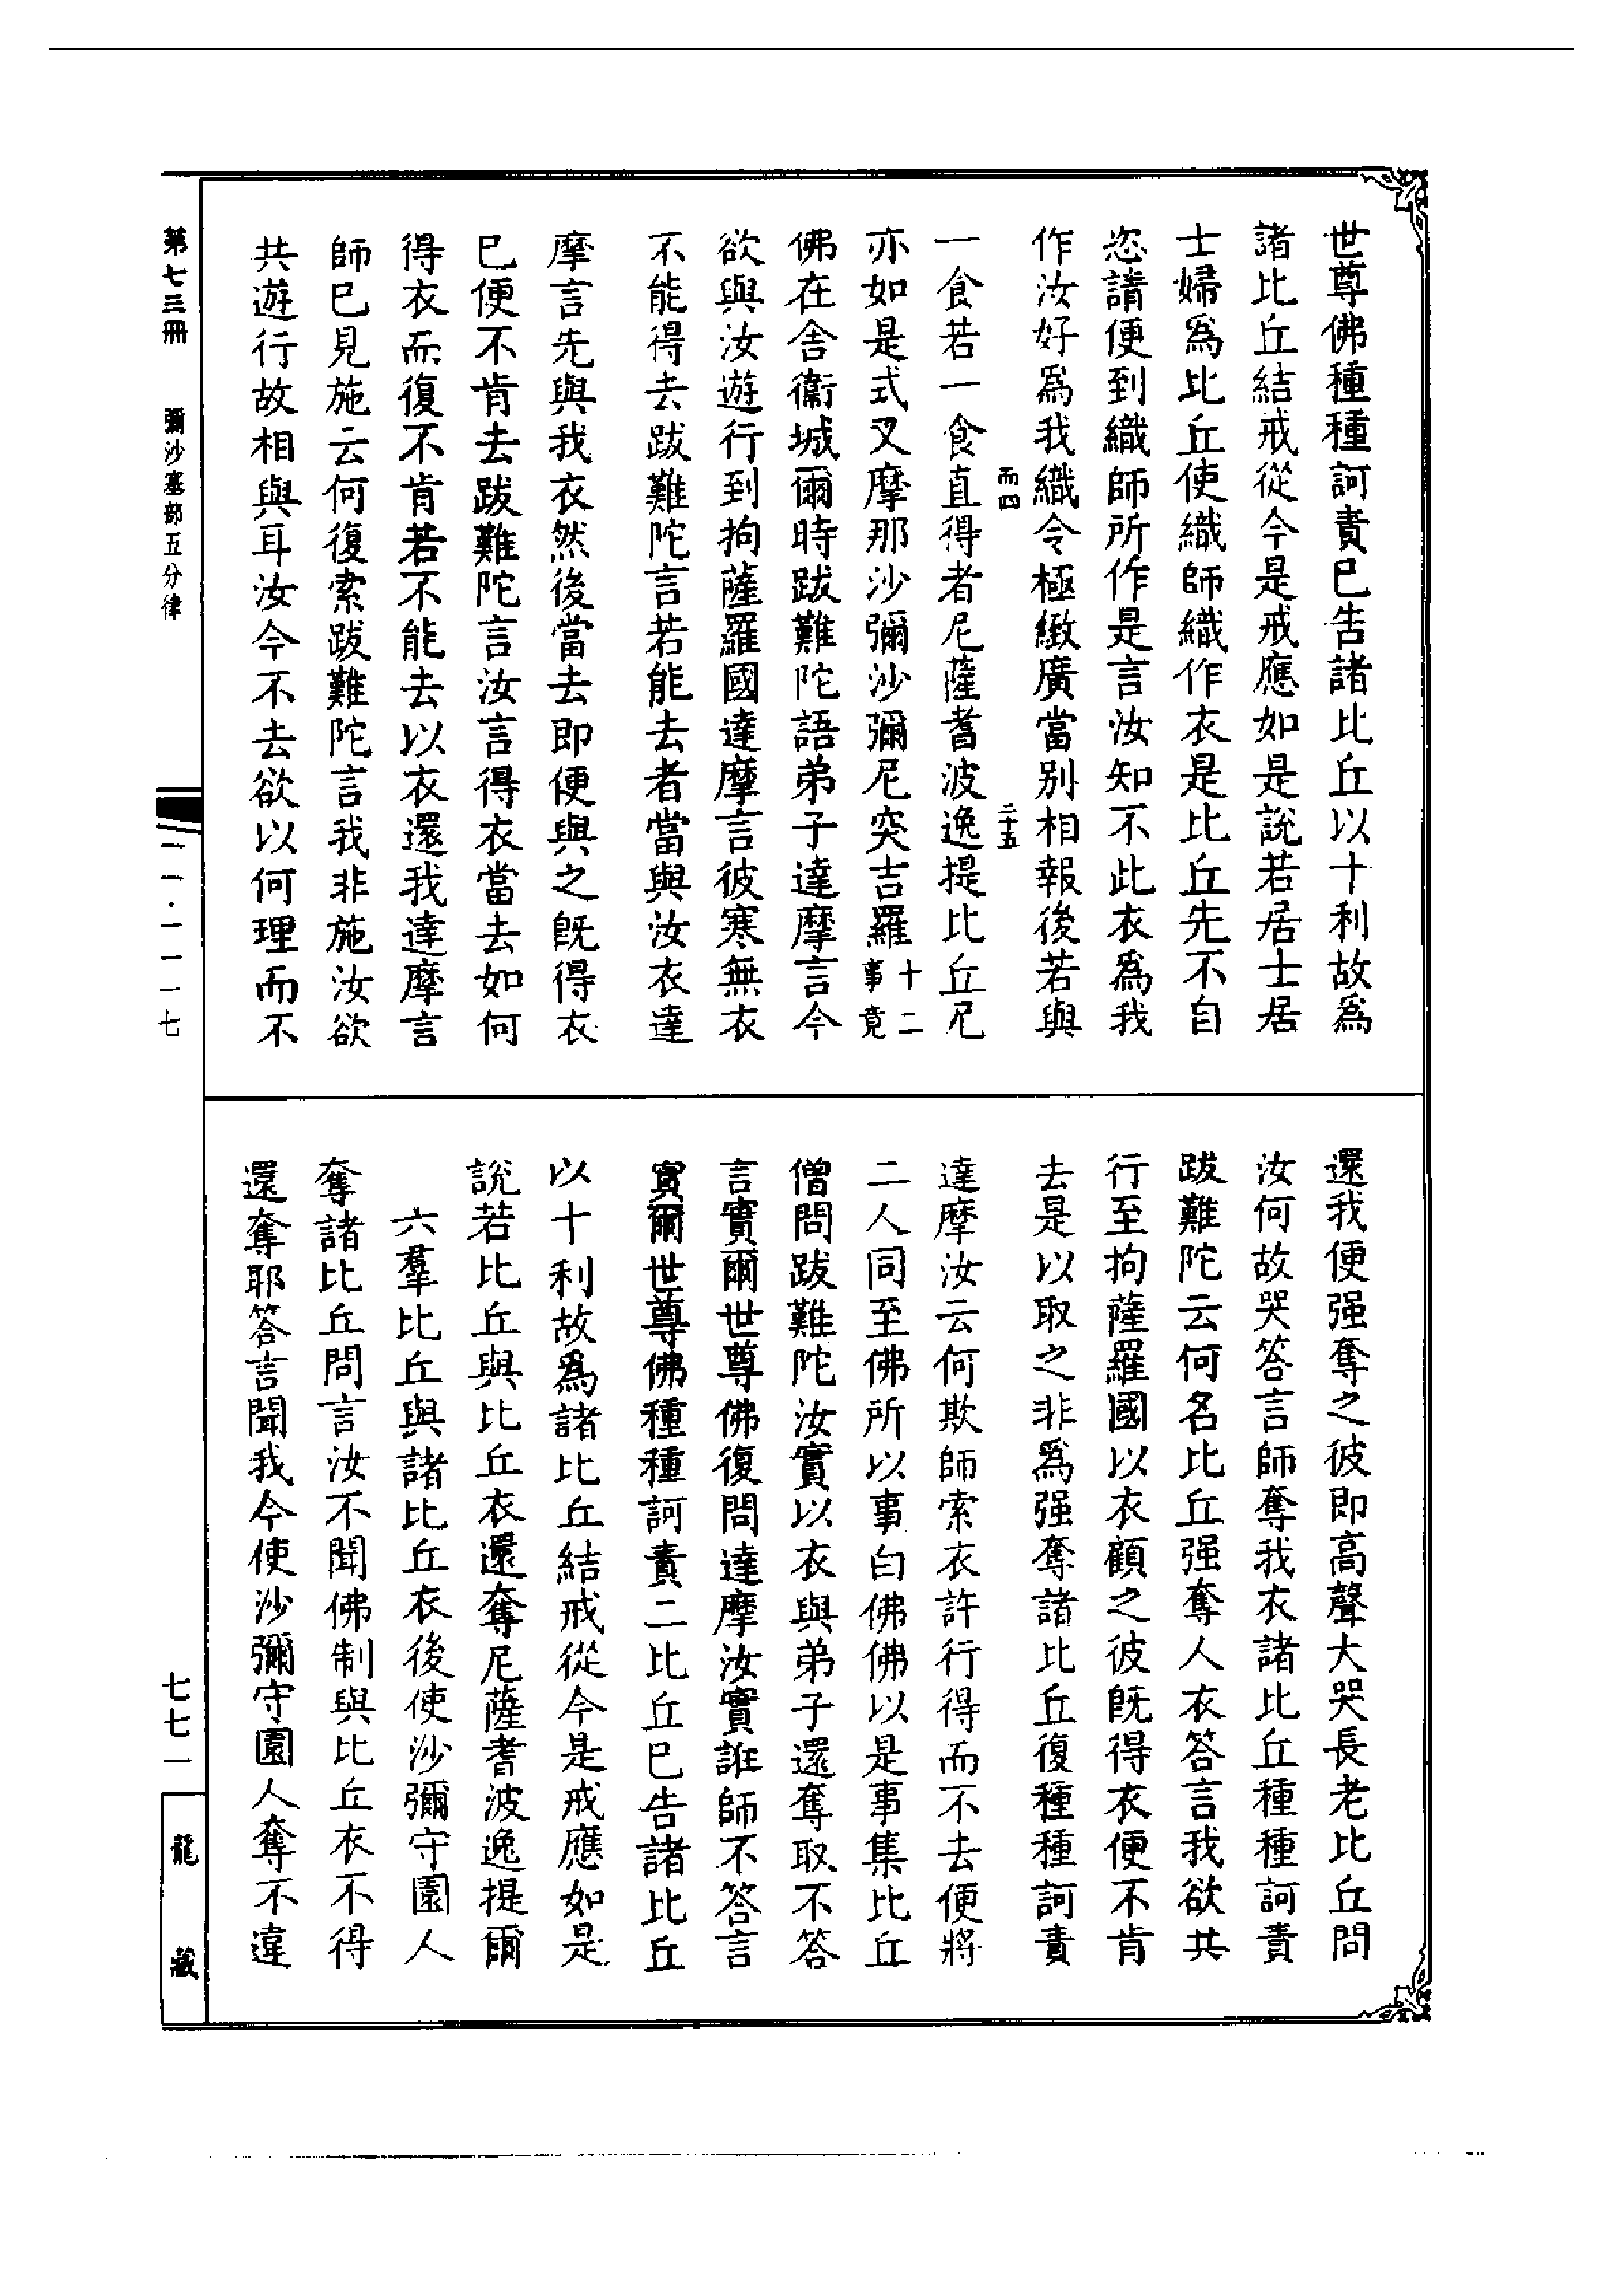 世尊佛種種訶責已告諸比丘以十利故爲
諸比丘結戒從今是戒應如是說若居士居
士婦爲比丘使織師織作衣是比丘先不自
恣請便到織師所作是言汝知不此衣爲我
作汝好爲我織令極緻廣當别相報後若與
一食若一食直得者尼薩耆波逸提比丘尼
亦如是式叉摩那沙彌沙彌尼突吉羅十二事竟
佛在舍衞城爾時跋難陀語弟子達摩言今
欲與汝遊行到拘薩羅國達摩言彼寒無衣
不能得去跋難陀言若能去者當與汝衣達
摩言先與我衣然後當去即便與之既得衣
已便不肯去跋難陀言汝言得衣當去如何
得衣而復不肯若不能去以衣還我達摩言
師已見施云何復索跋難陀言我非施汝欲
共遊行故相與耳汝今不去欲以何理而不
還我便强奪之彼即高聲大哭長老比丘問
汝何故哭答言師奪我衣諸比丘種種訶責
跋難陀云何名比丘强奪人衣答言我欲共
行至拘薩羅國以衣顧之彼既得衣便不肯
去是以取之非爲强奪諸比丘復種種訶責
達摩汝云何欺師索衣許行得而不去便將
二人同至佛所以事白佛佛以是事集比丘
僧問跋難陀汝實以衣與弟子還奪取不答
言實爾世尊佛復問達摩汝實誑師不答言
實爾世尊佛種種訶責二比丘已告諸比丘
以十利故爲諸比丘結戒從今是戒應如是
說若比丘與比丘衣還奪尼薩耆波逸提爾
六羣比丘與諸比丘衣後使沙彌守園人
奪諸比丘問言汝不聞佛制與比丘衣不得
還奪耶答言聞我今使沙彌守園人奪不違
第七三冊　彌沙塞部五分律
一一·一一一七
七七一
龍藏